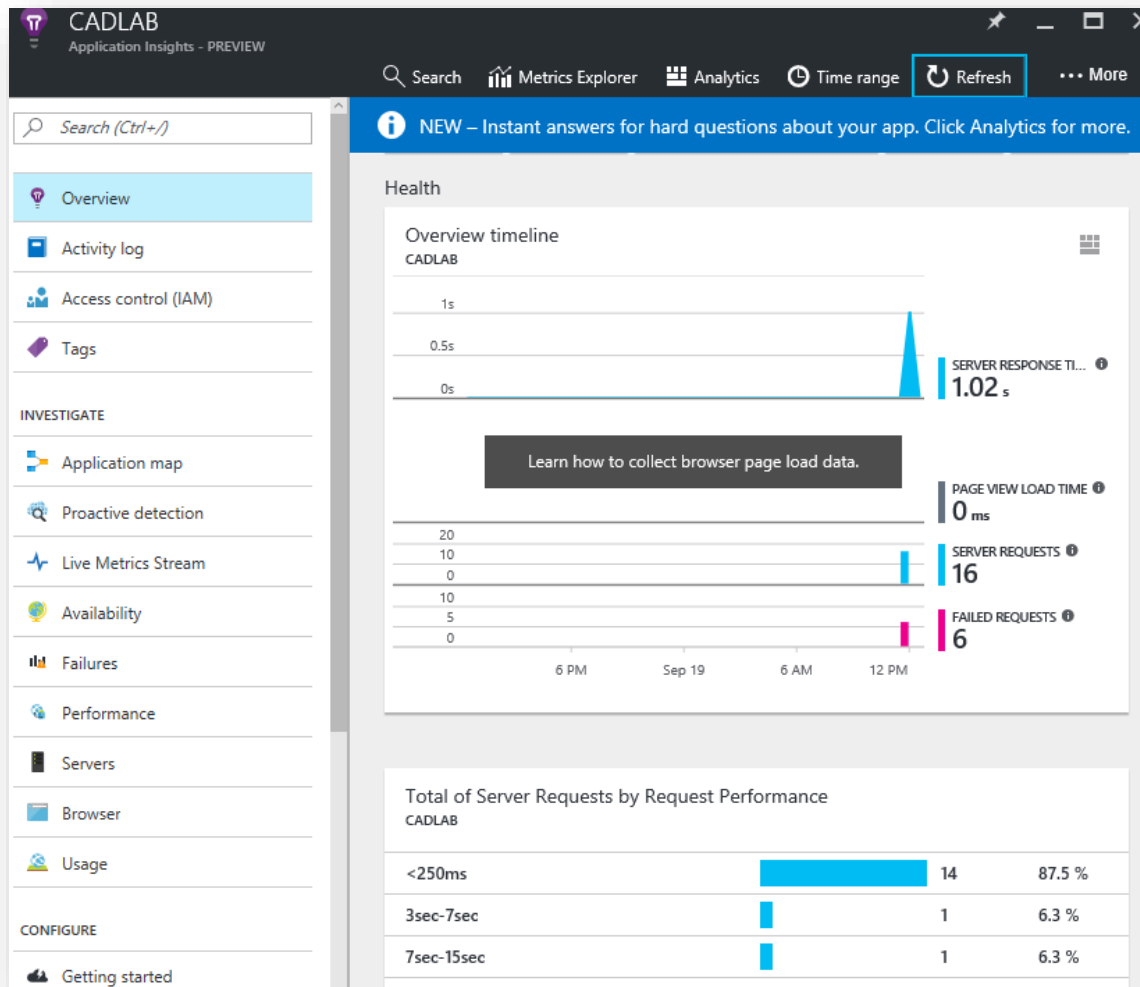 CADLAB
Application Insights - PREVIEW
Search Metrics Explorer Analytics Time range Refresh ••• More
Search (Ctrl+/)
NEW – Instant answers for hard questions about your app. Click Analytics for more.
Overview
Activity log
Access control (IAM)
Tags
INVESTIGATE
Application map
Proactive detection
Live Metrics Stream
Availability
Failures
Performance
Servers
Browser
Usage
CONFIGURE
Getting started
Health
Overview timeline
CADLAB
1s
0.5s
0s
SERVER RESPONSE TI...
1.02 s
Learn how to collect browser page load data.
PAGE VIEW LOAD TIME
0 ms
20
10
0
SERVER REQUESTS
16
10
5
0
FAILED REQUESTS
6
6 PM Sep 19 6 AM 12 PM
Total of Server Requests by Request Performance
CADLAB
<250ms 14 87.5 %
3sec-7sec 1 6.3 %
7sec-15sec 1 6.3 %